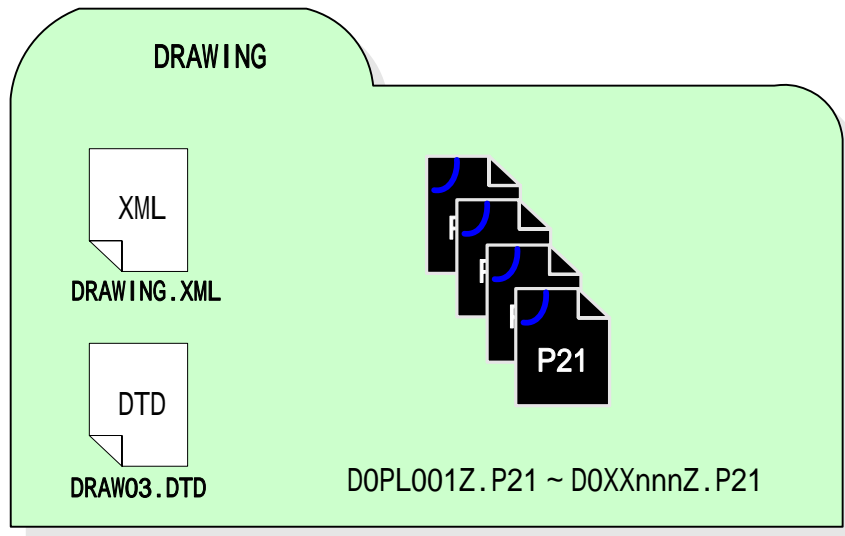 DRAWING
XML
DRAWING.XML
DTD
DRAW03.DTD
P
P
P
P21
D0PL001Z.P21 ~ D0XXnnnZ.P21